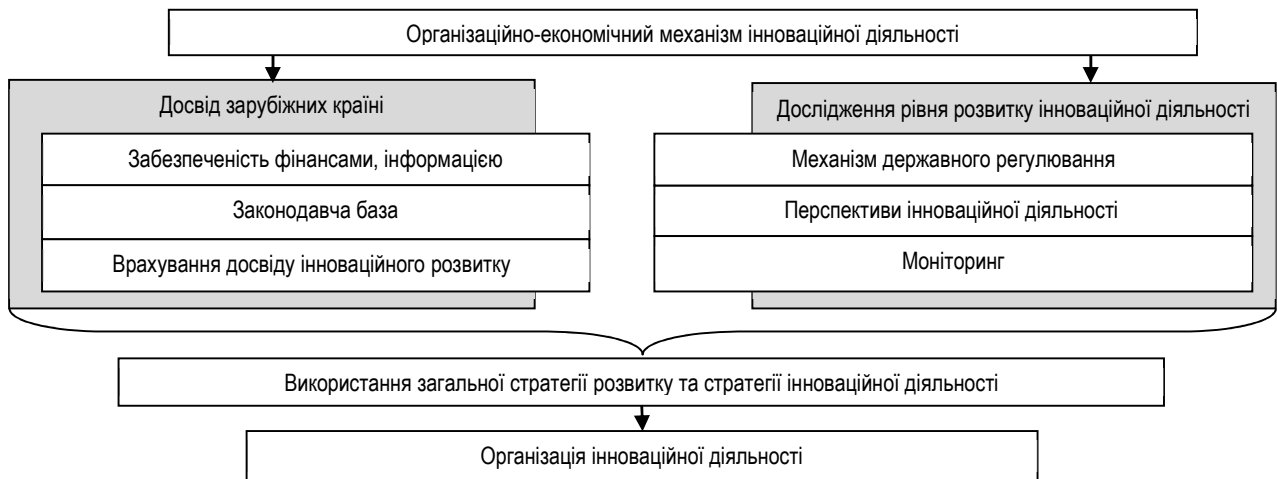 Організаційно-економічний механізм інноваційної діяльності
Досвід зарубіжних країні
Забезпеченість фінансами, інформацією
Законодавча база
Врахування досвіду інноваційного розвитку
Дослідження рівня розвитку інноваційної діяльності
Механізм державного регулювання
Перспективи інноваційної діяльності
Моніторинг
Використання загальної стратегії розвитку та стратегії інноваційної діяльності
Організація інноваційної діяльності